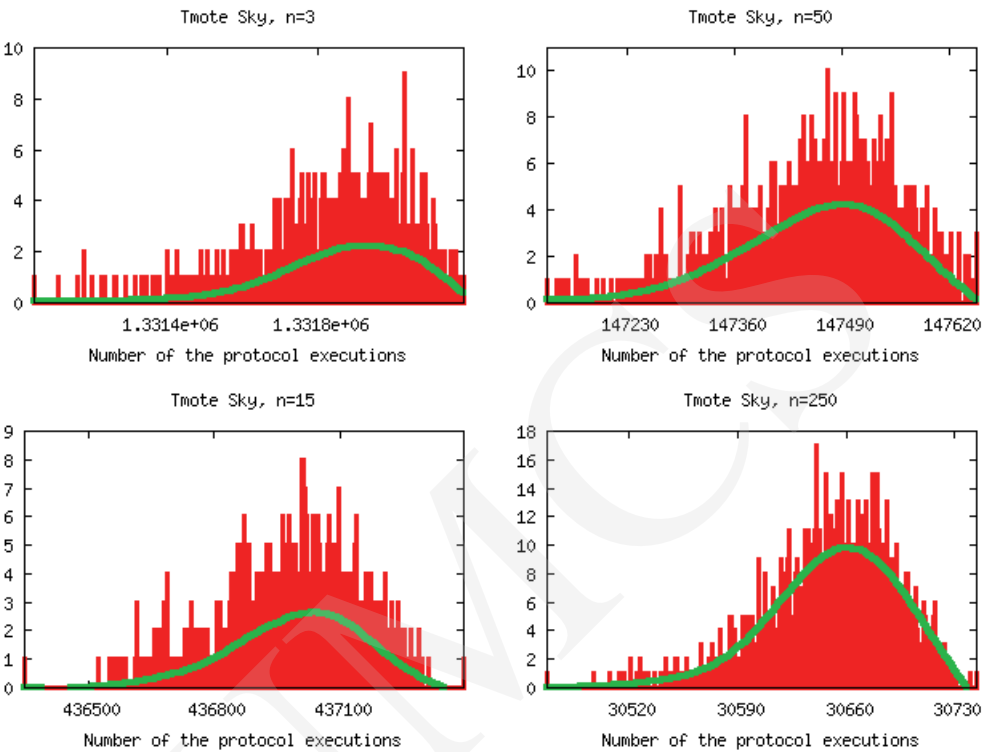 Tmote Sky, n=3
10
8
6
4
2
0
1.3314e+06 1.3318e+06
Number of the protocol executions
Tmote Sky, n=50
10
8
6
4
2
0
147230 147360 147490 147620
Number of the protocol executions
Tmote Sky, n=15
9
8
7
6
5
4
3
2
1
0
436500 436800 437100
Number of the protocol executions
Tmote Sky, n=250
18
16
14
12
10
8
6
4
2
0
30520 30590 30660 30730
Number of the protocol executions
UMCS